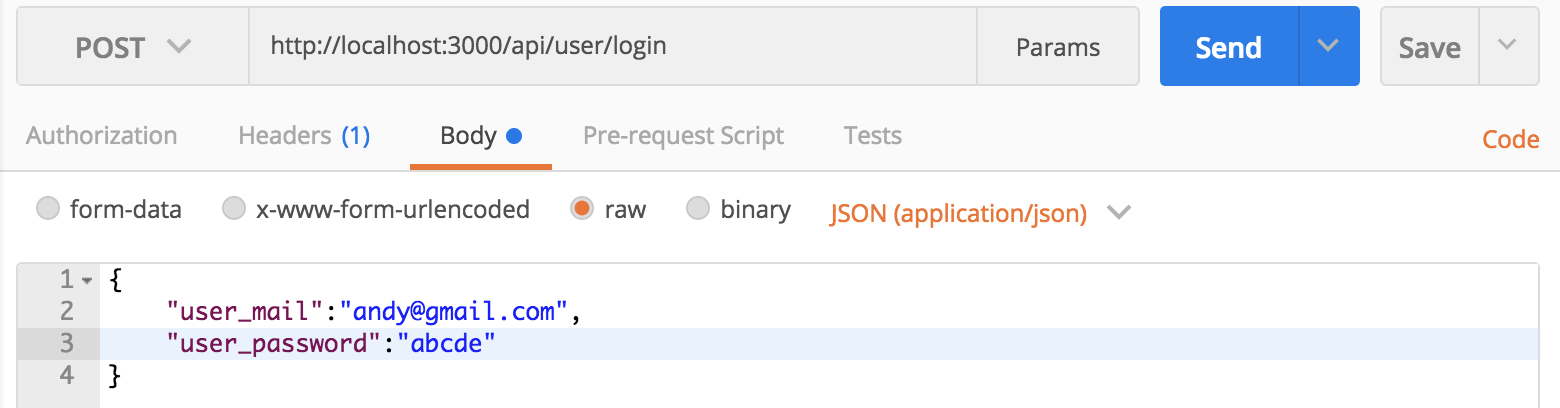 POST http://localhost:3000/api/user/login Params Send Save
Authorization Headers (1) Body Pre-request Script Tests Code
form-data x-www-form-urlencoded raw binary JSON (application/json)
1 {
2 "user_mail":"andy@gmail.com",
3 "user_password":"abcde"
4 }